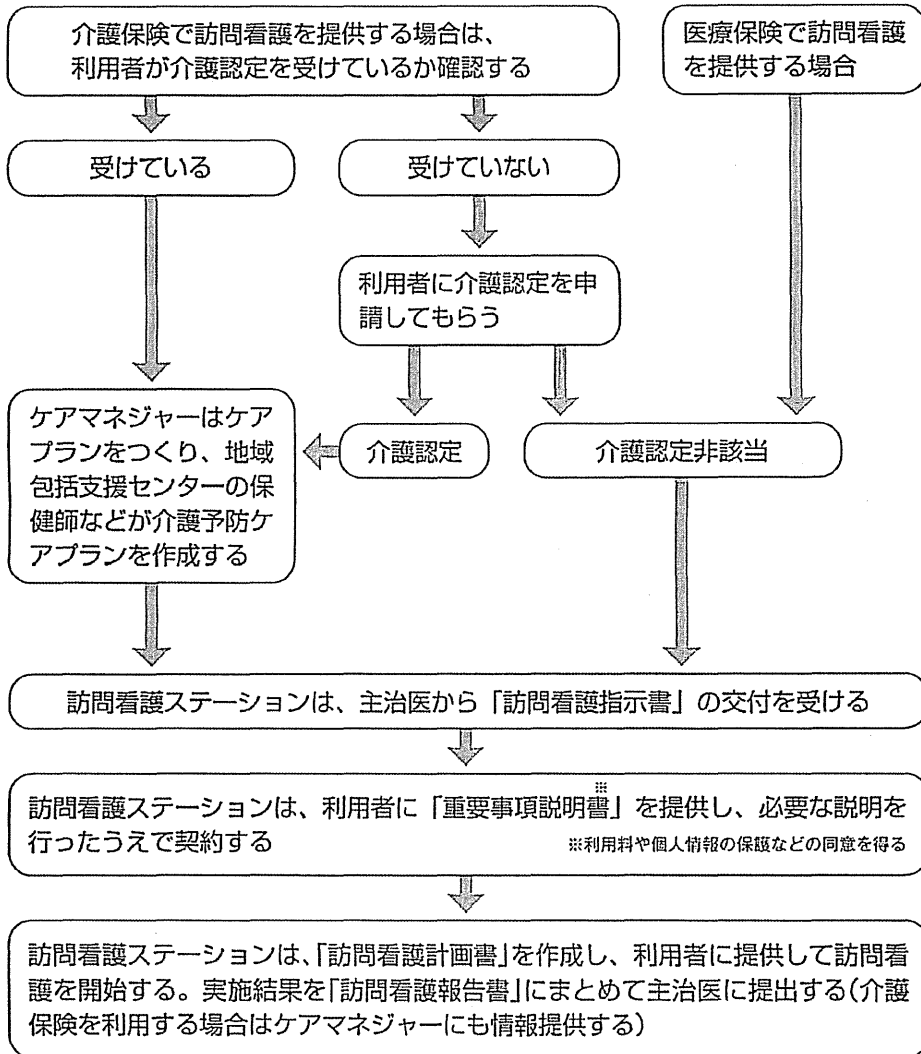 介護保険で訪問看護を提供する場合は、
利用者が介護認定を受けているか確認する
医療保険で訪問看護
を提供する場合
受けている
受けていない
利用者に介護認定を申
請してもらう
ケアマネジャーはケア
プランをつくり、地域
包括支援センターの保
健師などが介護予防ケ
アプランを作成する
介護認定
介護認定非該当
訪問看護ステーションは、主治医から「訪問看護指示書」の交付を受ける
※
訪問看護ステーションは、利用者に「重要事項説明書」を提供し、必要な説明を
行ったうえで契約する
※利用料や個人情報の保護などの同意を得る
訪問看護ステーションは、「訪問看護計画書」を作成し、利用者に提供して訪問看
護を開始する。実施結果を「訪問看護報告書」にまとめて主治医に提出する(介護
保険を利用する場合はケアマネジャーにも情報提供する)